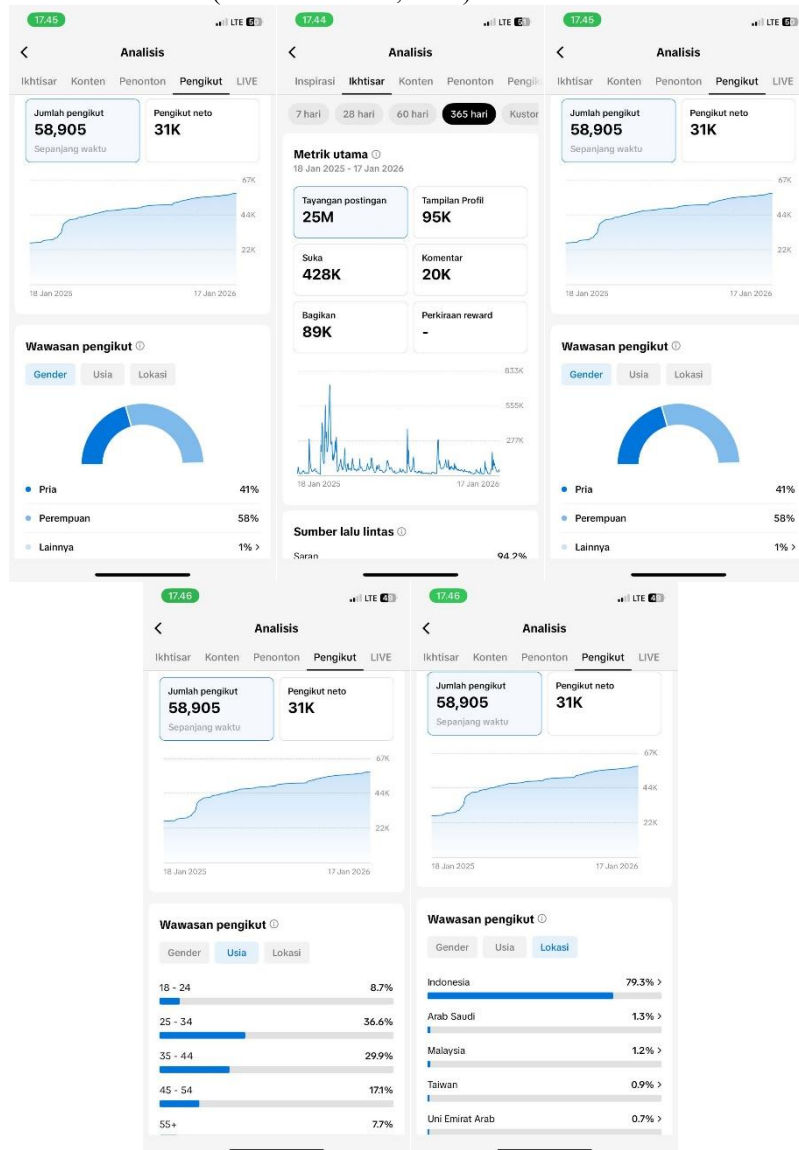 17.45
LTE 50
Analisis
Ikhtisar Konten Penonton Pengikut LIVE
Jumlah pengikut
58,905
Sepanjang waktu
Pengikut neto
31K
67K
44K
22K
18 Jan 2025 17 Jan 2026
Wawasan pengikut
Gender Usia Lokasi
Pria 41%
Perempuan 58%
Lainnya 1% >
17.44
LTE 50
Analisis
Inspirasi Ikhtisar Konten Penonton
7 hari 28 hari 60 hari 365 hari
Metrik utama
18 Jan 2025 - 17 Jan 2026
Tayangan postingan
25M
Tampilan Profil
95K
Suka
428K
Komentar
20K
Bagikan
89K
Perkiraan reward
-
833K
555K
277K
18 Jan 2025 17 Jan 2026
Sumber lalu lintas
Saran 94.2%
17.45
LTE
Analisis
Ikhtisar Konten Penonton Pengikut LIVE
Jumlah pengikut
58,905
Sepanjang waktu
Pengikut neto
31K
67K
44K
22K
18 Jan 2025 17 Jan 2026
Wawasan pengikut
Gender Usia Lokasi
Pria 41%
Perempuan 58%
Lainnya 1% >
17.46
LTE
Analisis
Ikhtisar Konten Penonton Pengikut LIVE
Jumlah pengikut
58,905
Sepanjang waktu
Pengikut neto
31K
67K
44K
22K
18 Jan 2025 17 Jan 2026
Wawasan pengikut
Gender Usia Lokasi
18 - 24 8.7%
25 - 34 36.6%
35 - 44 29.9%
45 - 54 17.1%
55+ 7.7%
17.46
LTE
Analisis
Ikhtisar Konten Penonton Pengikut LIVE
Jumlah pengikut
58,905
Sepanjang waktu
Pengikut neto
31K
67K
44K
22K
18 Jan 2025 17 Jan 2026
Wawasan pengikut
Gender Usia Lokasi
Indonesia 79.3% >
Arab Saudi 1.3% >
Malaysia 1.2% >
Taiwan 0.9% >
Uni Emirat Arab 0.7% >